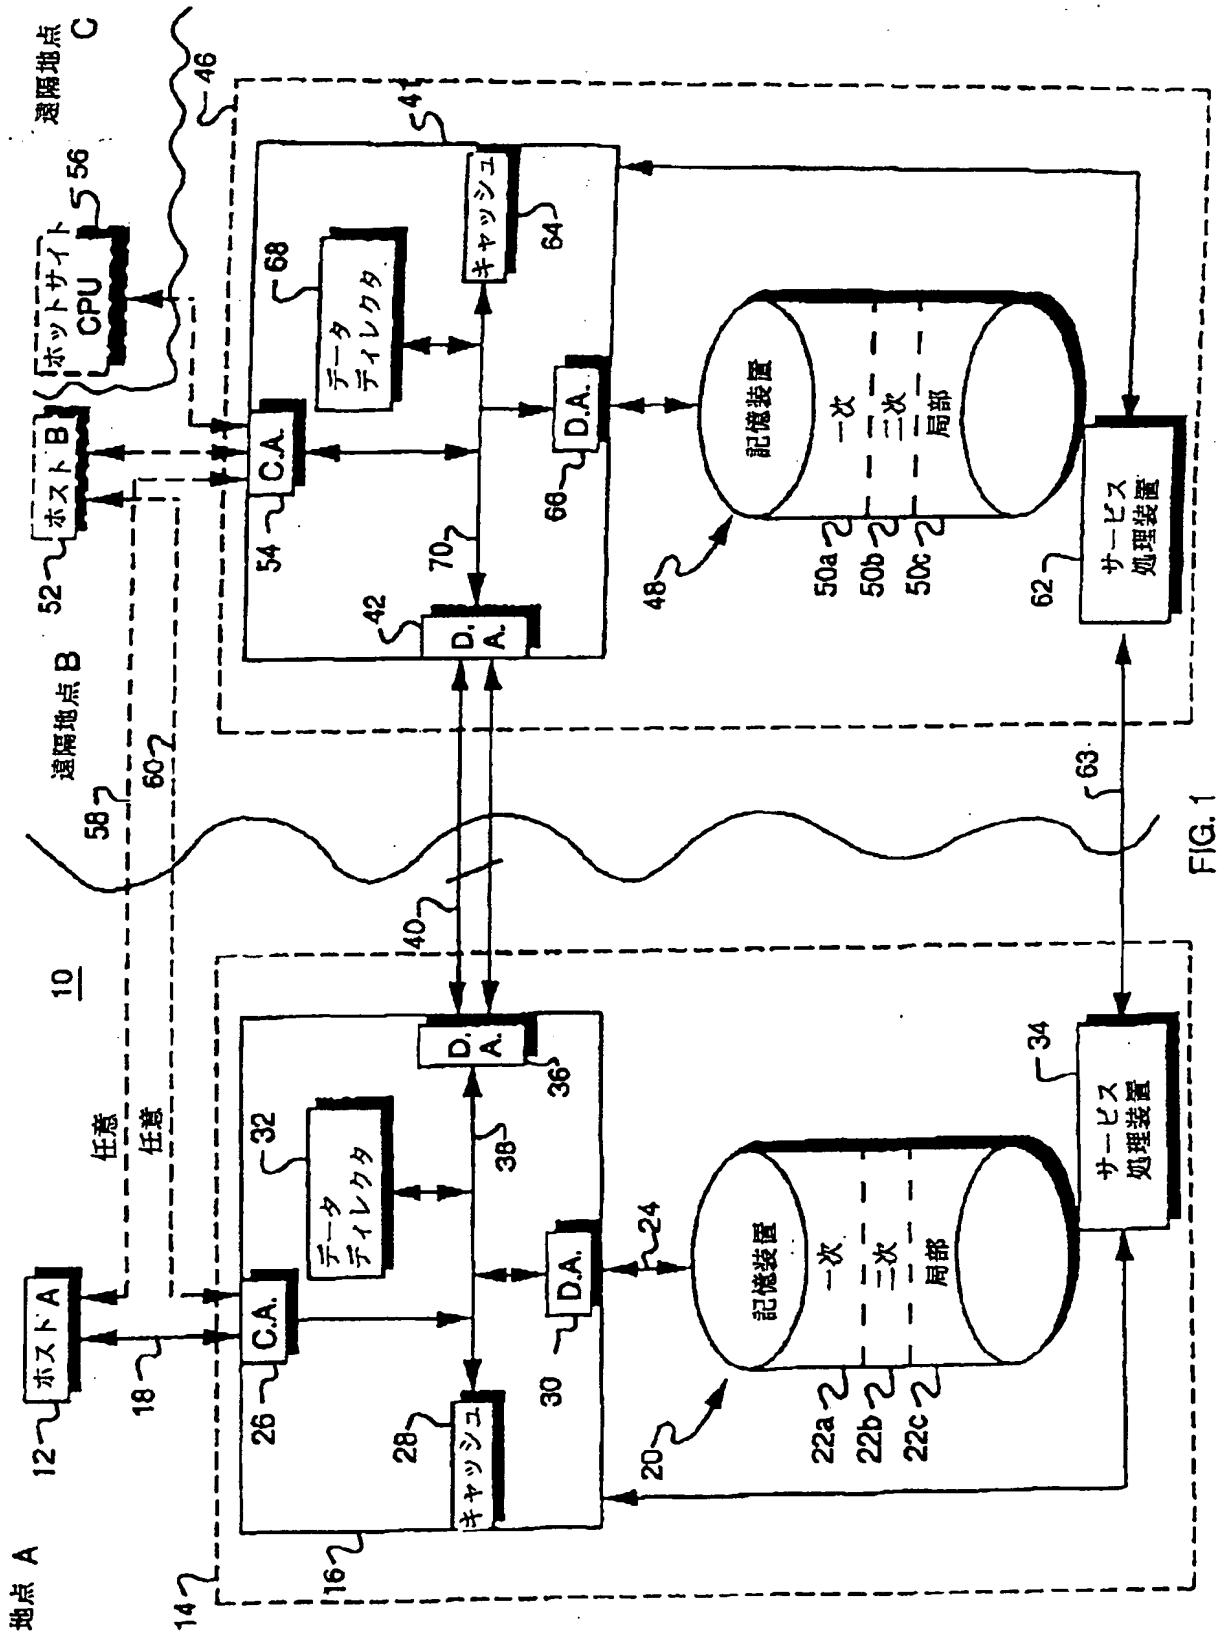 地点 A
10
遠隔地点 B
遠隔地点
C
12
ホスト A
18
任意
任意
58
60
52
ホスト B
ホットサイト
CPU
56
14
16
26
C.A.
データ
ディレクタ
32
28
キャッシュ
38
D.
A.
36
30
D.A.
24
40
46
41
54
C.A.
データ
ディレクタ
68
42
D.
A.
70
キャッシュ
64
66
D.A.
20
記憶装置
22a
一次
22b
二次
22c
局部
34
サービス
処理装置
63
48
記憶装置
50a
一次
50b
二次
50c
局部
62
サービス
処理装置
FIG. 1